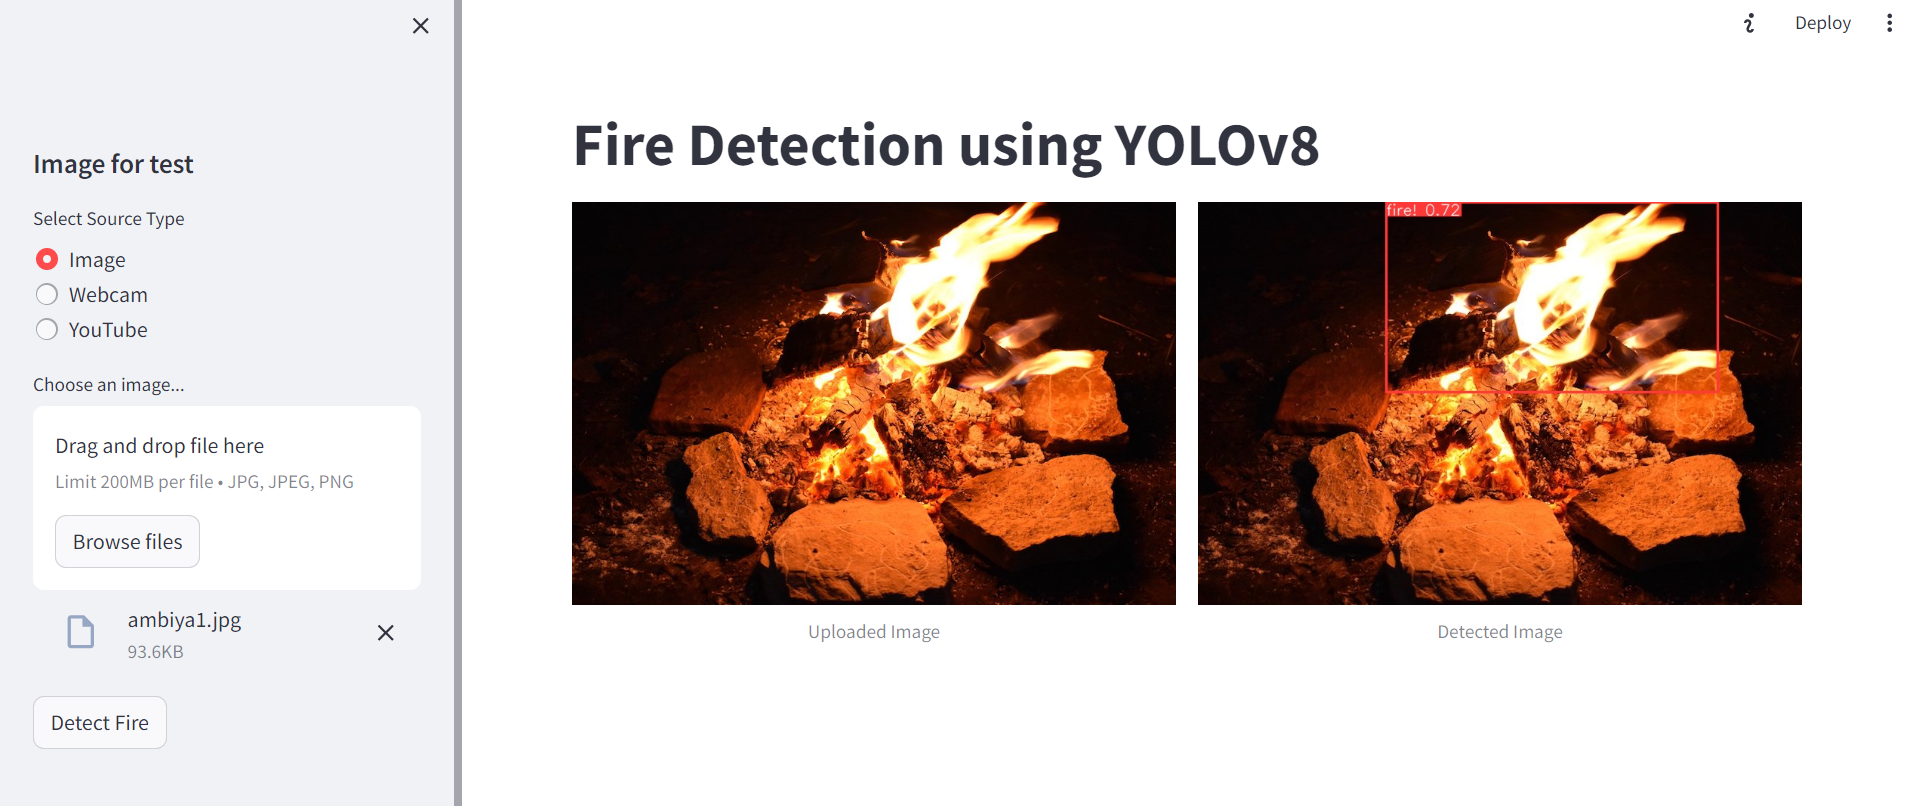 Image for test
Select Source Type
Image
Webcam
YouTube
Choose an image...
Drag and drop file here
Limit 200MB per file • JPG, JPEG, PNG
Browse files
ambiya1.jpg
93.6KB
Detect Fire
Deploy
Fire Detection using YOLOv8
fire! 0.72
Uploaded Image
Detected Image